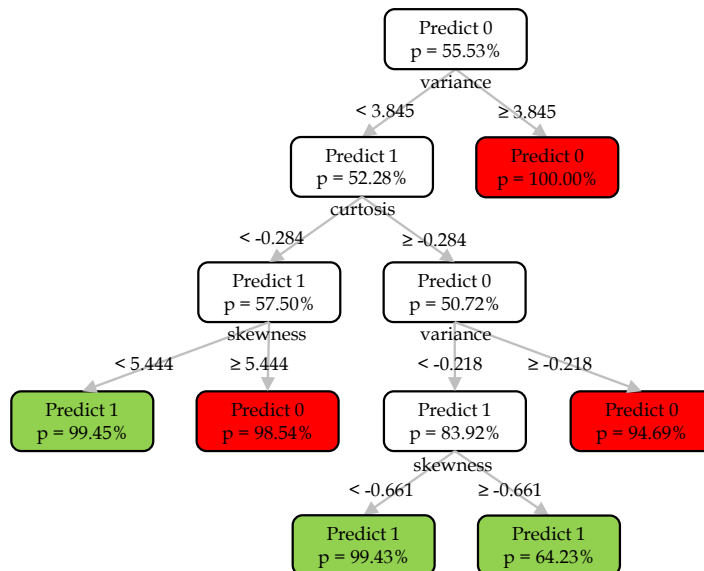 Predict 0
p = 55.53%
variance
< 3.845
≥ 3.845
Predict 1
p = 52.28%
Predict 0
p = 100.00%
curtosis
< -0.284
≥ -0.284
Predict 1
p = 57.50%
Predict 0
p = 50.72%
skewness
variance
< 5.444
≥ 5.444
< -0.218
≥ -0.218
Predict 1
p = 99.45%
Predict 0
p = 98.54%
Predict 1
p = 83.92%
Predict 0
p = 94.69%
skewness
< -0.661
≥ -0.661
Predict 1
p = 99.43%
Predict 1
p = 64.23%